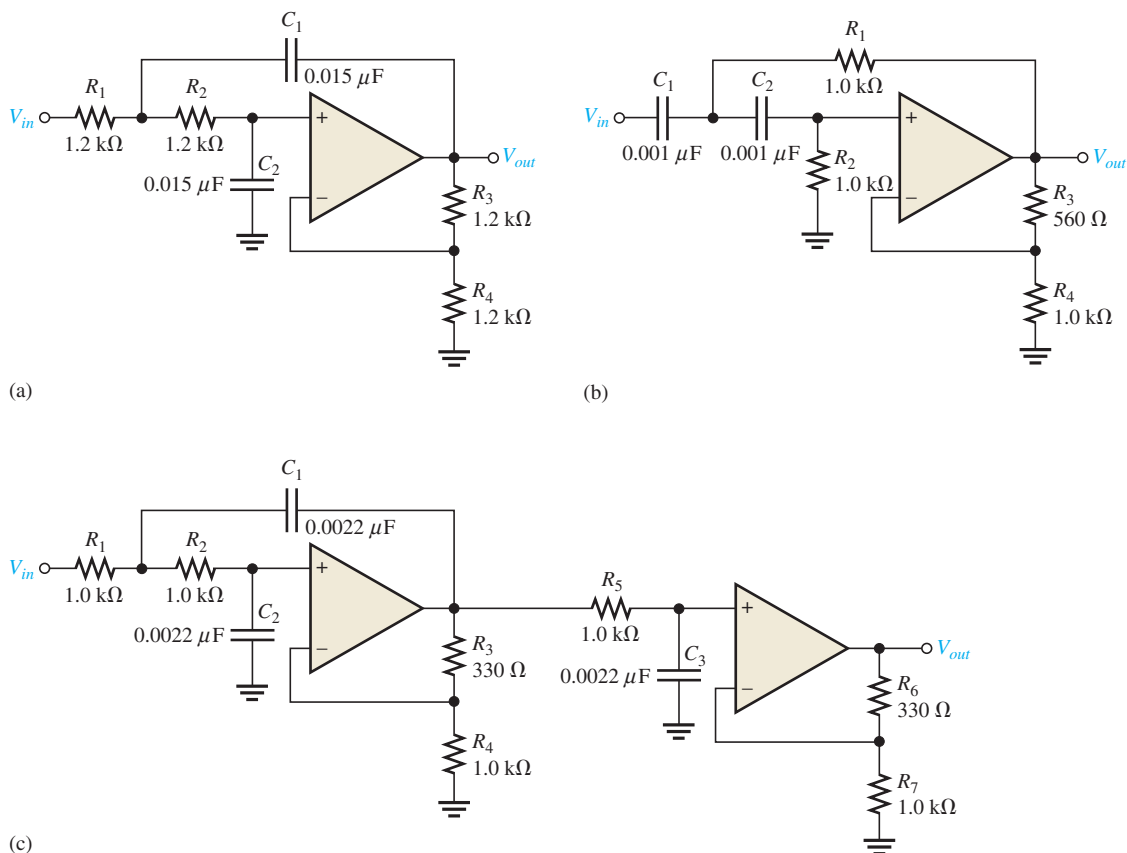 C1
0.015 μF
R1
R2
Vin
1.2 kΩ
1.2 kΩ
+
C2
0.015 μF
−
Vout
R3
1.2 kΩ
R4
1.2 kΩ
(a)
R1
1.0 kΩ
C1
C2
Vin
0.001 μF
0.001 μF
+
R2
1.0 kΩ
−
Vout
R3
560 Ω
R4
1.0 kΩ
(b)
C1
0.0022 μF
R1
R2
Vin
1.0 kΩ
1.0 kΩ
+
C2
0.0022 μF
−
R3
330 Ω
R4
1.0 kΩ
R5
1.0 kΩ
+
C3
0.0022 μF
−
Vout
R6
330 Ω
R7
1.0 kΩ
(c)